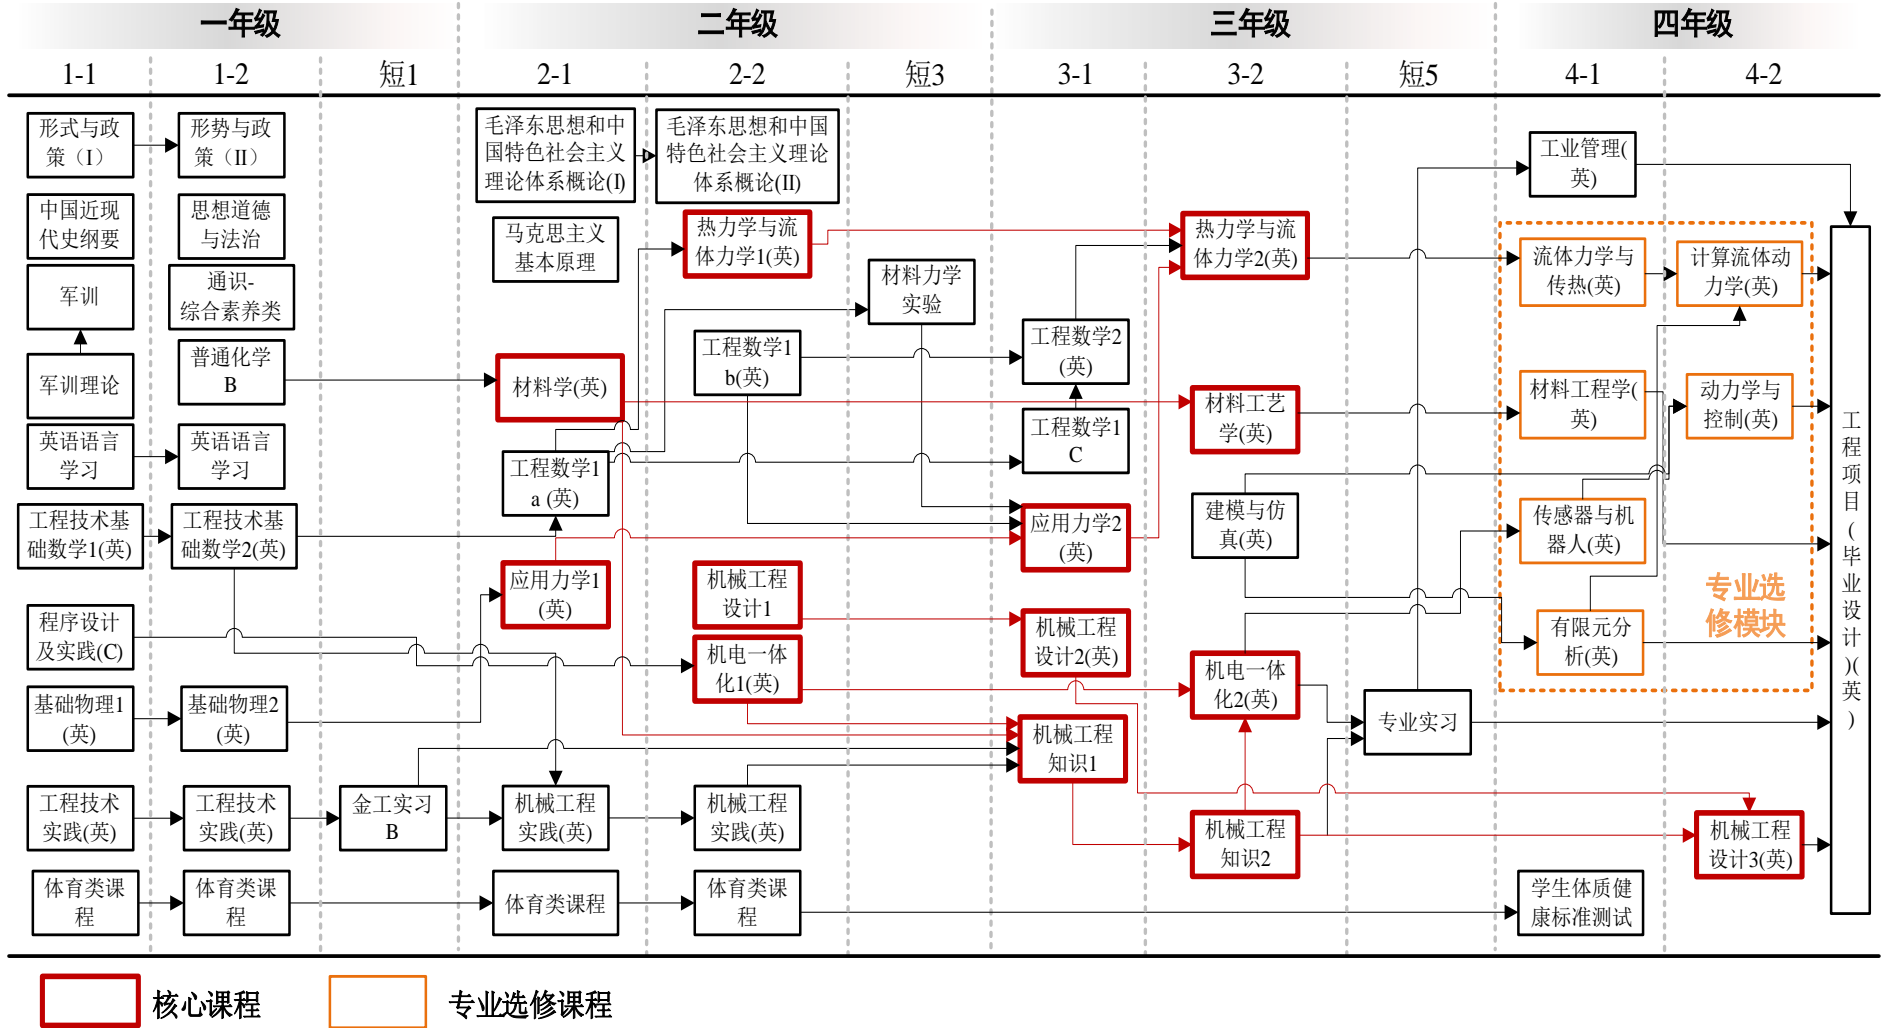 一年级
二年级
三年级
四年级
1-1
1-2
短1
2-1
2-2
短3
3-1
3-2
短5
4-1
4-2
形式与政
策（I）
中国近现
代史纲要
军训
军训理论
英语语言
学习
工程技术基
础数学1(英)
程序设计
及实践(C)
基础物理1
(英)
工程技术
实践(英)
体育类课
程
形势与政
策（II）
思想道德
与法治
通识-
综合素养类
普通化学
B
英语语言
学习
工程技术基
础数学2(英)
基础物理2
(英)
工程技术
实践(英)
体育类课
程
金工实习
B
毛泽东思想和中
国特色社会主义
理论体系概论(I)
马克思主义
基本原理
材料学(英)
工程数学1
a (英)
应用力学1
(英)
机械工程
实践(英)
体育类课程
毛泽东思想和中国
特色社会主义理论
体系概论(II)
热力学与流
体力学1(英)
工程数学1
b(英)
机械工程
设计1
机电一体
化1(英)
机械工程
实践(英)
体育类课
程
材料力学
实验
工程数学2
(英)
工程数学1
C
应用力学2
(英)
机械工程
设计2(英)
机械工程
知识1
热力学与流
体力学2(英)
材料工艺
学(英)
建模与仿
真(英)
机电一体
化2(英)
机械工程
知识2
专业实习
工业管理(
英)
流体力学与
传热(英)
材料工程学(
英)
传感器与机
器人(英)
有限元分
析(英)
学生体质健
康标准测试
计算流体动
力学(英)
动力学与
控制(英)
专业选
修模块
机械工程
设计3(英)
工程项目(毕业设计)(英)
核心课程
专业选修课程